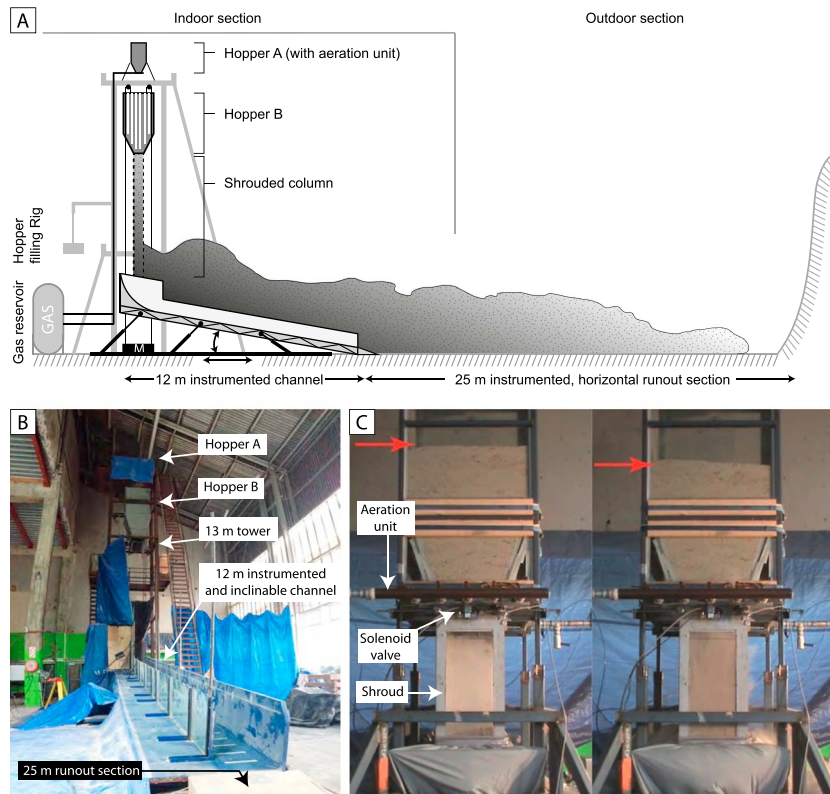 A
Indoor section
Outdoor section
Hopper A (with aeration unit)
Hopper B
Shrouded column
Hopper
filling Rig
Gas reservoir
GAS
M
12 m instrumented channel
25 m instrumented, horizontal runout section
B
Hopper A
Hopper B
13 m tower
12 m instrumented
and inclinable channel
25 m runout section
C
Aeration
unit
Solenoid
valve
Shroud